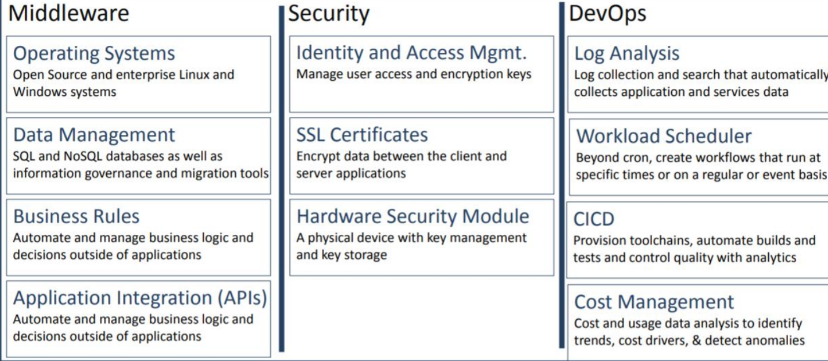 Middleware
Operating Systems
Open Source and enterprise Linux and
Windows systems
Data Management
SQL and NoSQL databases as well as
information governance and migration tools
Business Rules
Automate and manage business logic and
decisions outside of applications
Application Integration (APIs)
Automate and manage business logic and
decisions outside of applications
Security
Identity and Access Mgmt.
Manage user access and encryption keys
SSL Certificates
Encrypt data between the client and
server applications
Hardware Security Module
A physical device with key management
and key storage
DevOps
Log Analysis
Log collection and search that automatically
collects application and services data
Workload Scheduler
Beyond cron, create workflows that run at
specific times or on a regular or event basis
CICD
Provision toolchains, automate builds and
tests and control quality with analytics
Cost Management
Cost and usage data analysis to identify
trends, cost drivers, & detect anomalies